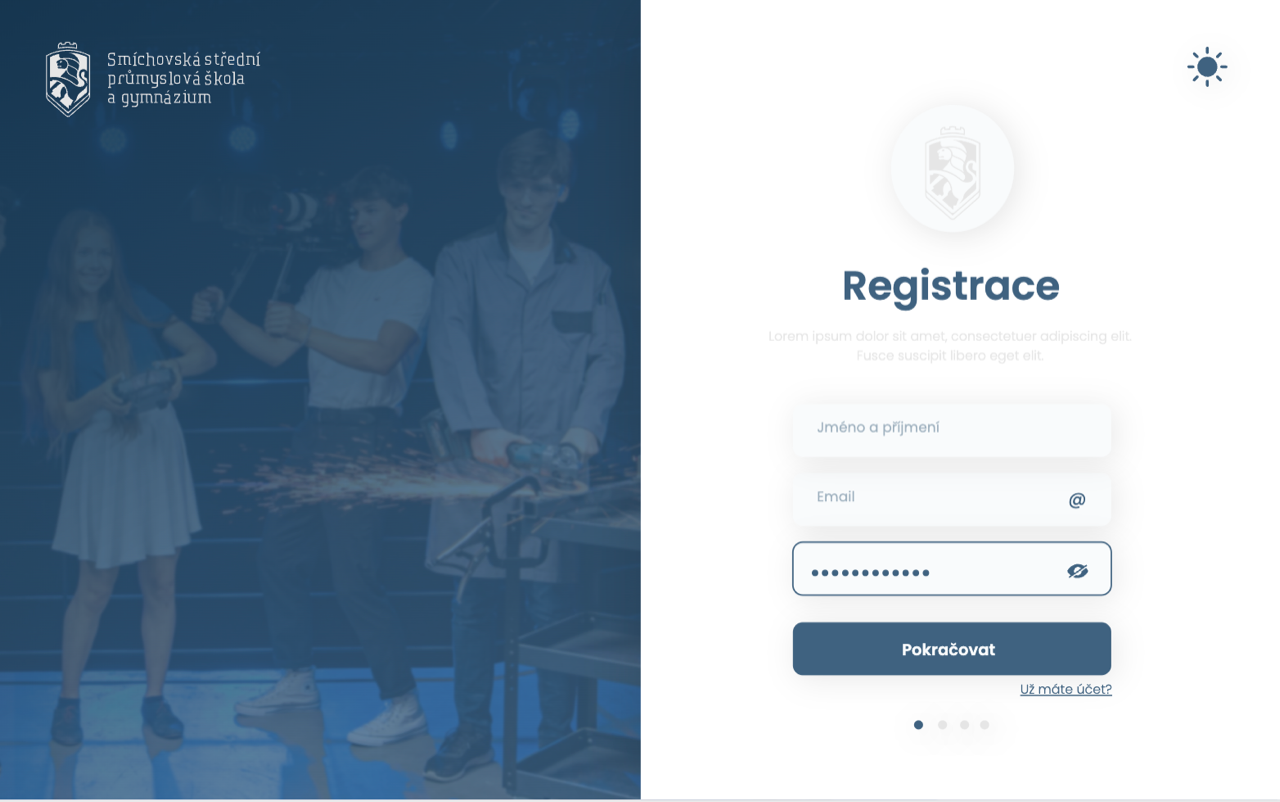 Smíchovská střední
průmyslová škola
a gymnázium
Registrace
Lorem ipsum dolor sit amet, consectetuer adipiscing elit.
Fusce suscipit libero eget elit.
Jméno a příjmení
Email
@
••••••••••••
Pokračovat
Už máte účet?